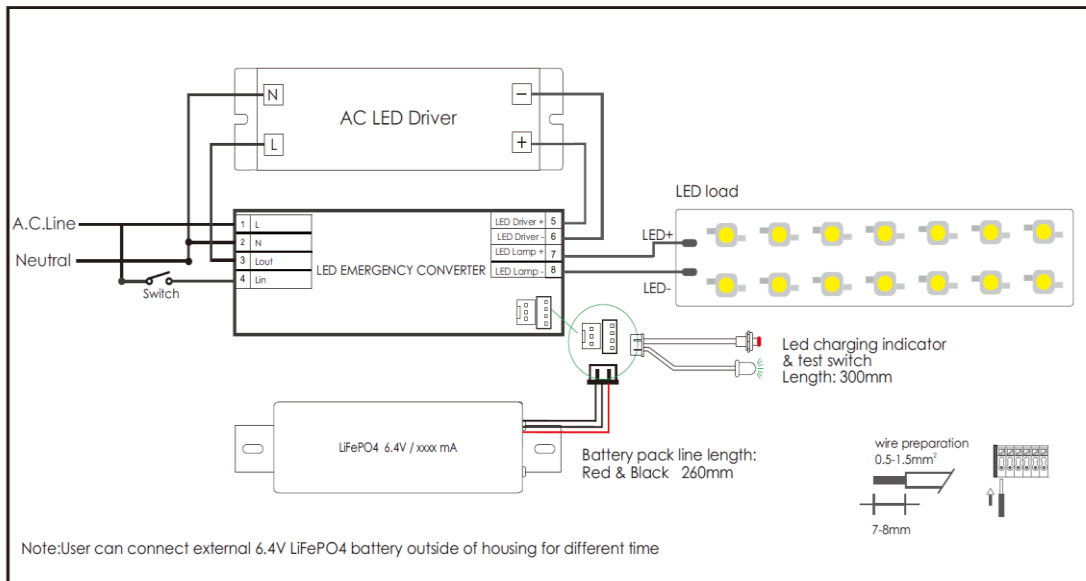 N
AC LED Driver
−
L
+
LED load
A.C.Line
1 L
LED Driver + 5
LED+
2 N
LED Driver - 6
Neutral
3 Lout
LED EMERGENCY CONVERTER
LED Lamp + 7
4 Lin
LED Lamp - 8
Switch
LED-
Led charging indicator
& test switch
Length: 300mm
LiFePO4 6.4V / xxxx mA
Battery pack line length:
Red & Black 260mm
wire preparation
0.5-1.5mm²
7-8mm
Note:User can connect external 6.4V LiFePO4 battery outside of housing for different time